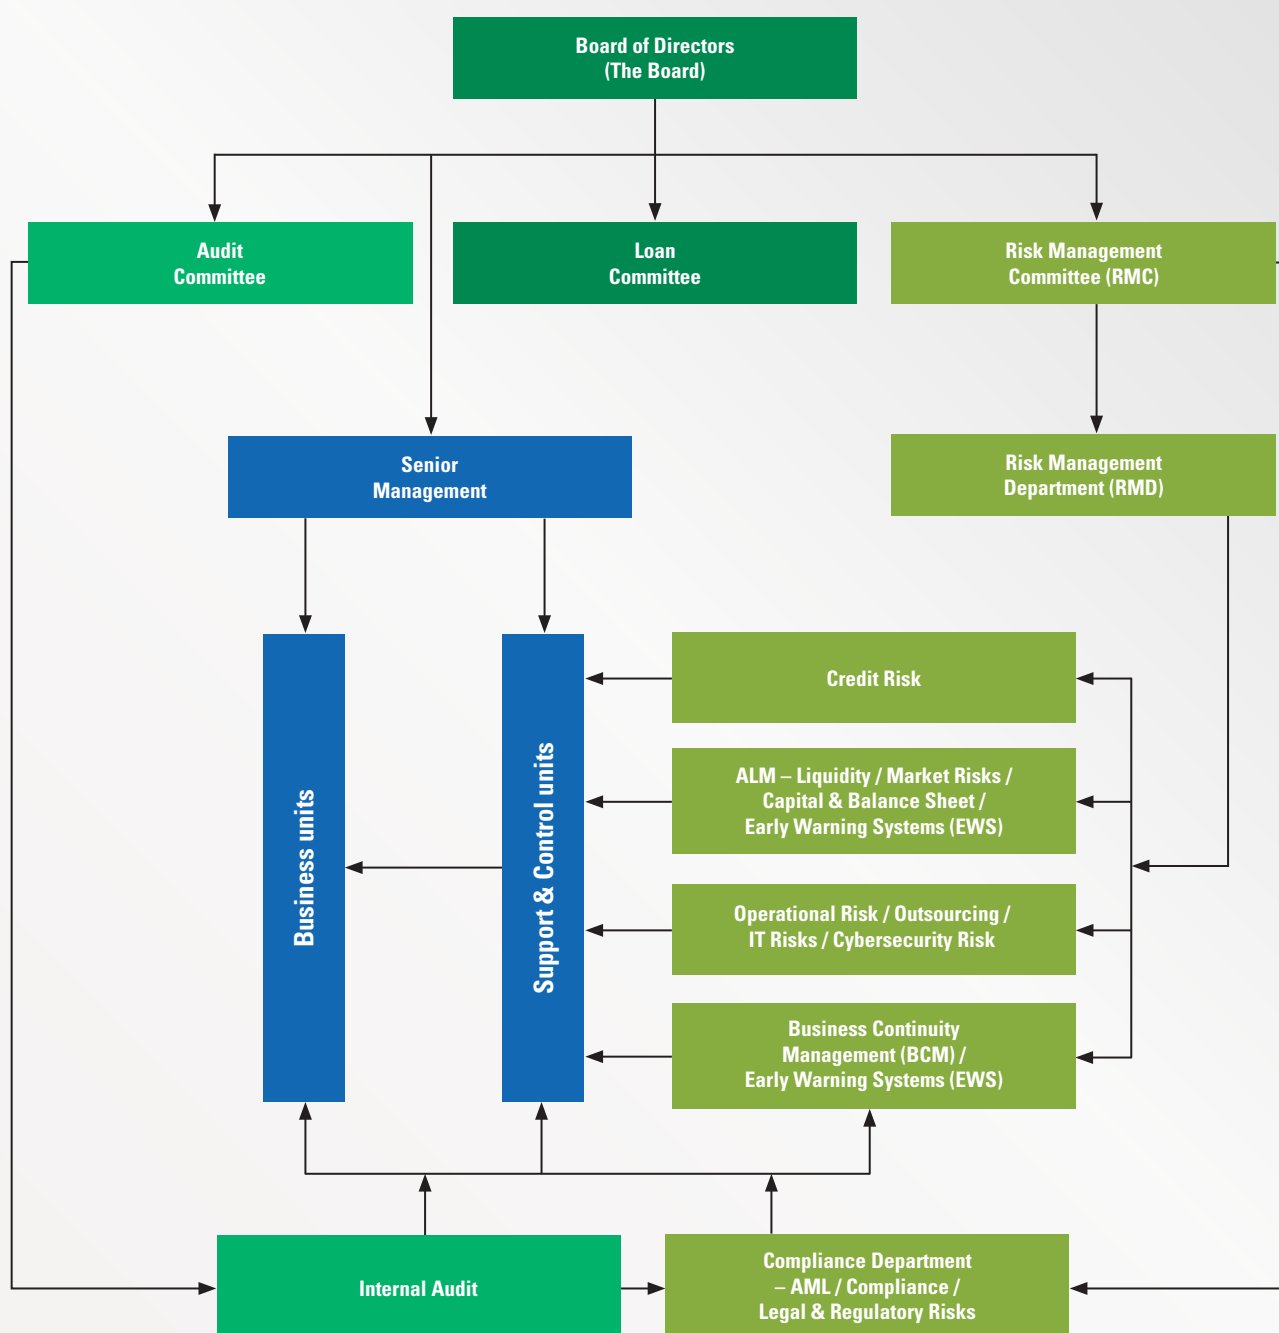 Board of Directors
(The Board)
Audit
Committee
Loan
Committee
Risk Management
Committee (RMC)
Senior
Management
Risk Management
Department (RMD)
Business units
Support & Control units
Credit Risk
ALM – Liquidity / Market Risks /
Capital & Balance Sheet /
Early Warning Systems (EWS)
Operational Risk / Outsourcing /
IT Risks / Cybersecurity Risk
Business Continuity
Management (BCM) /
Early Warning Systems (EWS)
Internal Audit
Compliance Department
– AML / Compliance /
Legal & Regulatory Risks